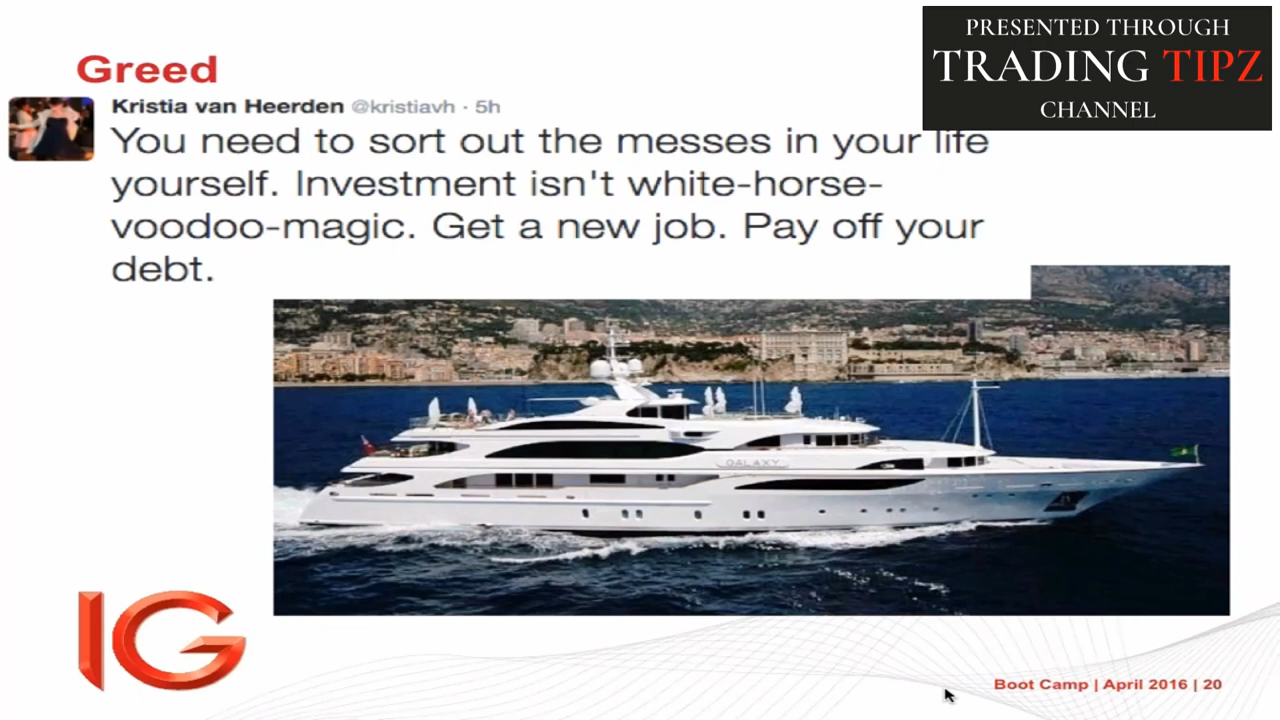 PRESENTED THROUGH
TRADING TIPZ
CHANNEL
Greed
Kristia van Heerden @kristiavh · 5h
You need to sort out the messes in your life
yourself. Investment isn't white-horse-
voodoo-magic. Get a new job. Pay off your
debt.
GALAXY
IG
Boot Camp | April 2016 | 20